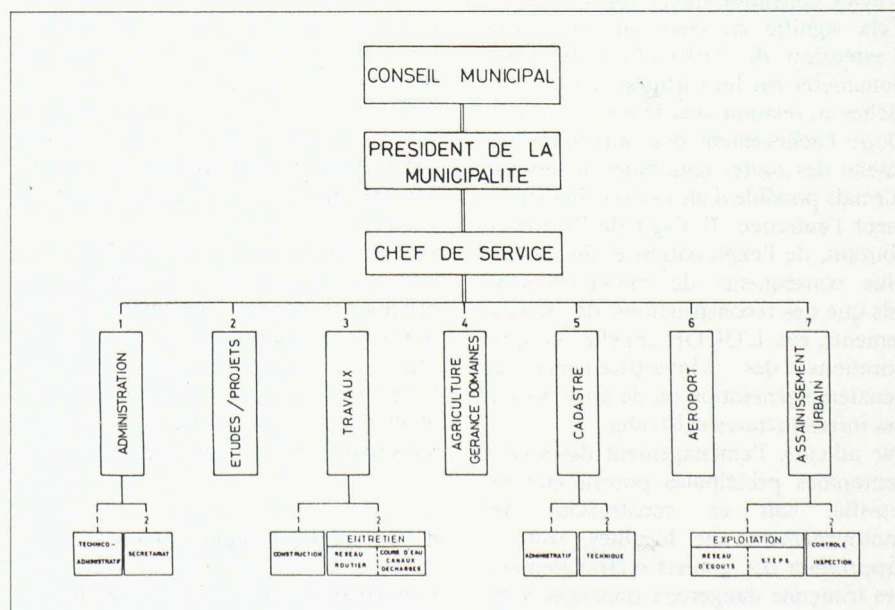 CONSEIL MUNICIPAL
PRESIDENT DE LA
MUNICIPALITE
CHEF DE SERVICE
1
2
3
4
5
6
7
ADMINISTRATION
ETUDES/PROJETS
TRAVAUX
AGRICULTURE
GERANCE DOMAINES
CADASTRE
AEROPORT
ASSAINISSEMENT
URBAIN
1
2
TECHNICO-
ADMINISTRATIF
SECRETARIAT
1
2
CONSTRUCTION
ENTRETIEN
RESEAU
ROUTIER
COURS D'EAU
CANAUX
DECHARGES
1
2
ADMINISTRATIF
TECHNIQUE
1
2
EXPLOITATION
RESEAU
D'EGOUTS
STEPS
CONTROLE
INSPECTION